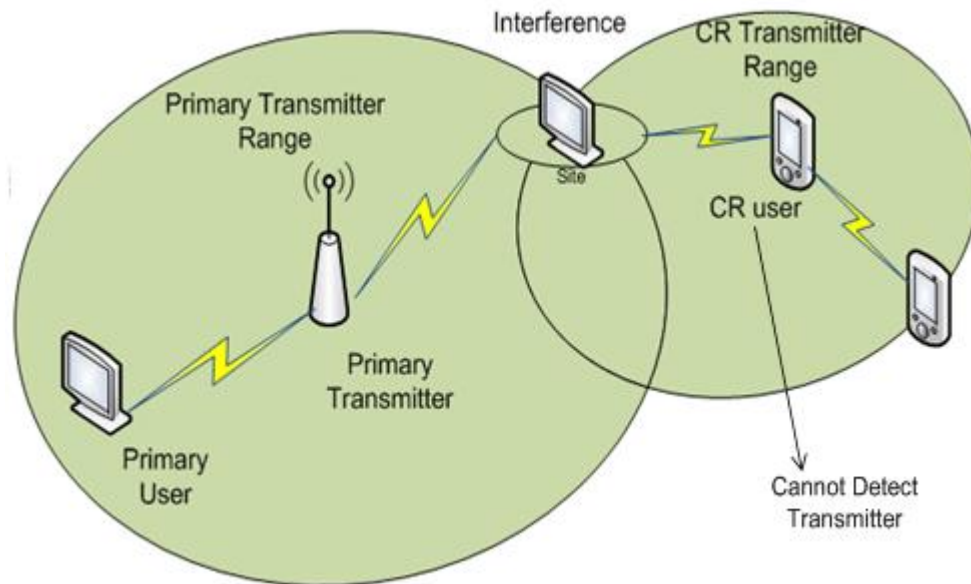 Interference
CR Transmitter
Range
Primary Transmitter
Range
Site
CR user
Primary
Transmitter
Primary
User
Cannot Detect
Transmitter